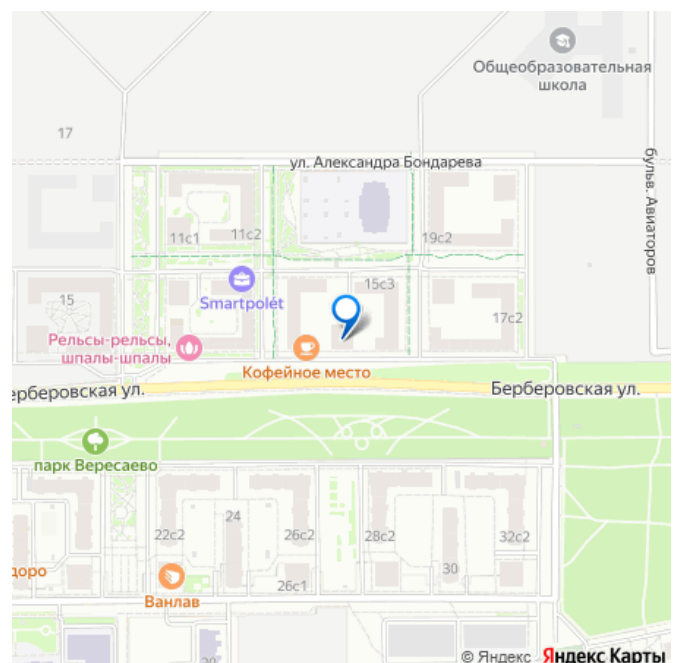 Общеобразовательная
школа
17
ул. Александра Бондарева
бульв. Авиаторов
11с1
11с2
19с2
15с3
Smartpolét
15
17с2
Рельсы-рельсы,
шпалы-шпалы
Кофейное место
ерберовская ул.
Берберовская ул.
парк Вересаево
24
22с2
26с2
28с2
32с2
30
доро
26с1
Ванлав
© Яндекс Яндекс Карты